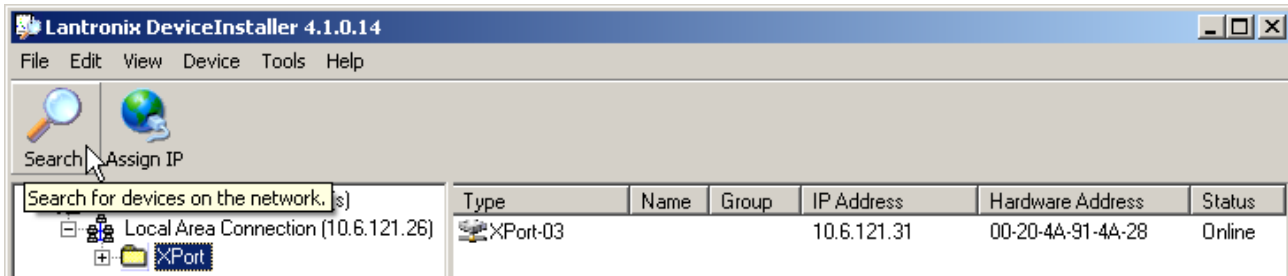 Lantronix DeviceInstaller 4.1.0.14
File Edit View Device Tools Help
Search Assign IP
Search for devices on the network. (s)
Type Name Group IP Address Hardware Address Status
Local Area Connection (10.6.121.26)
XPort-03 10.6.121.31 00-20-4A-91-4A-28 Online
XPort